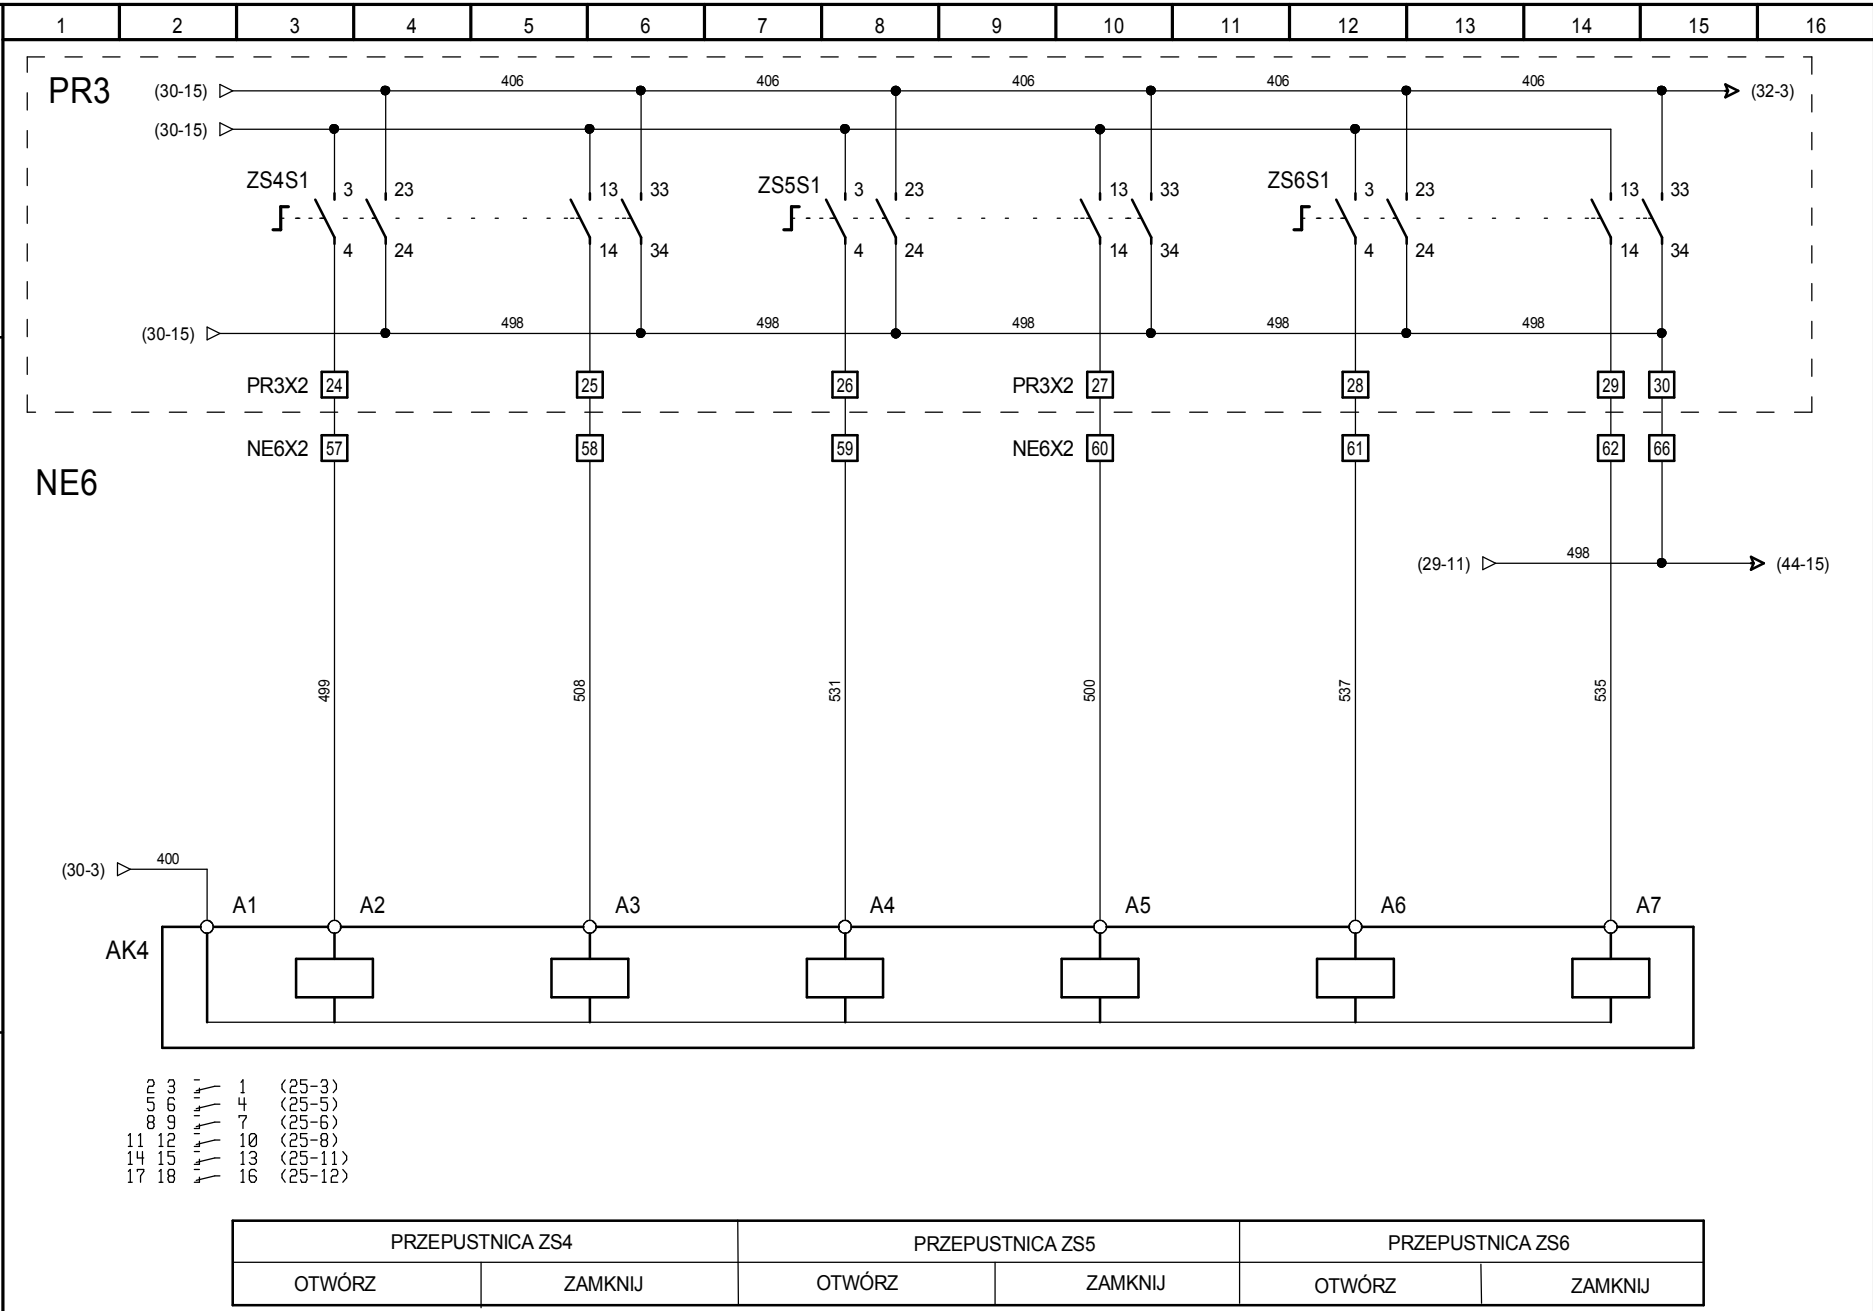 1 2 3 4 5 6 7 8 9 10 11 12 13 14 15 16
PR3 (30-15) 406 406 406 406 406 (32-3)
(30-15)
ZS4S1 3 23 13 33 ZS5S1 3 23 13 33 ZS6S1 3 23 13 33
4 24 14 34 4 24 14 34 4 24 14 34
(30-15) 498 498 498 498 498
PR3X2 24 25 26 PR3X2 27 28 29 30
NE6X2 57 58 59 NE6X2 60 61 62 66
NE6
(29-11) 498 (44-15)
499 508 531 500 537 535
(30-3) 400
A1 A2 A3 A4 A5 A6 A7
AK4
2 3 1 (25-3)
5 6 4 (25-5)
8 9 7 (25-6)
11 12 10 (25-8)
14 15 13 (25-11)
17 18 16 (25-12)
PRZEPUSTNICA ZS4 PRZEPUSTNICA ZS5 PRZEPUSTNICA ZS6
OTWÓRZ ZAMKNIJ OTWÓRZ ZAMKNIJ OTWÓRZ ZAMKNIJ